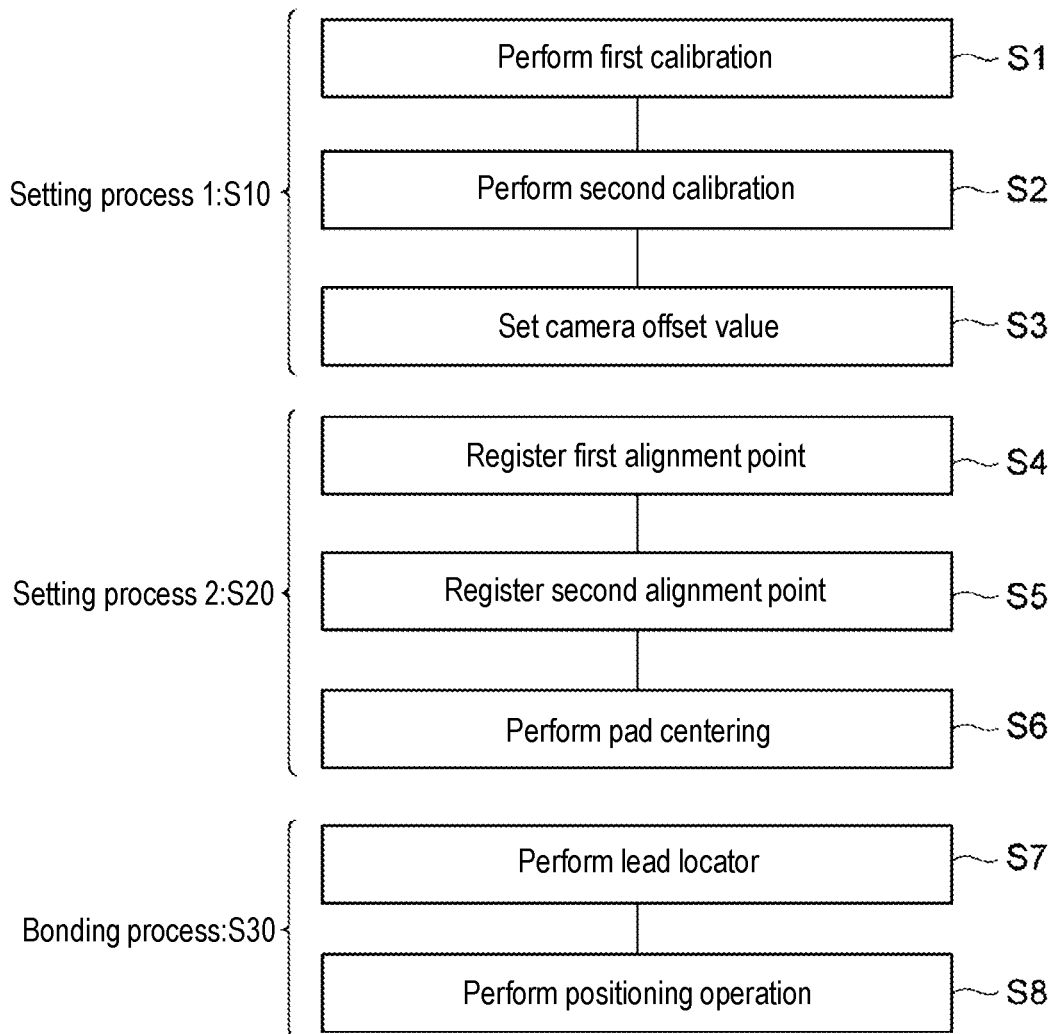 Perform first calibration
S1
Setting process 1:S10
Perform second calibration
S2
Set camera offset value
S3
Register first alignment point
S4
Setting process 2:S20
Register second alignment point
S5
Perform pad centering
S6
Perform lead locator
S7
Bonding process:S30
Perform positioning operation
S8